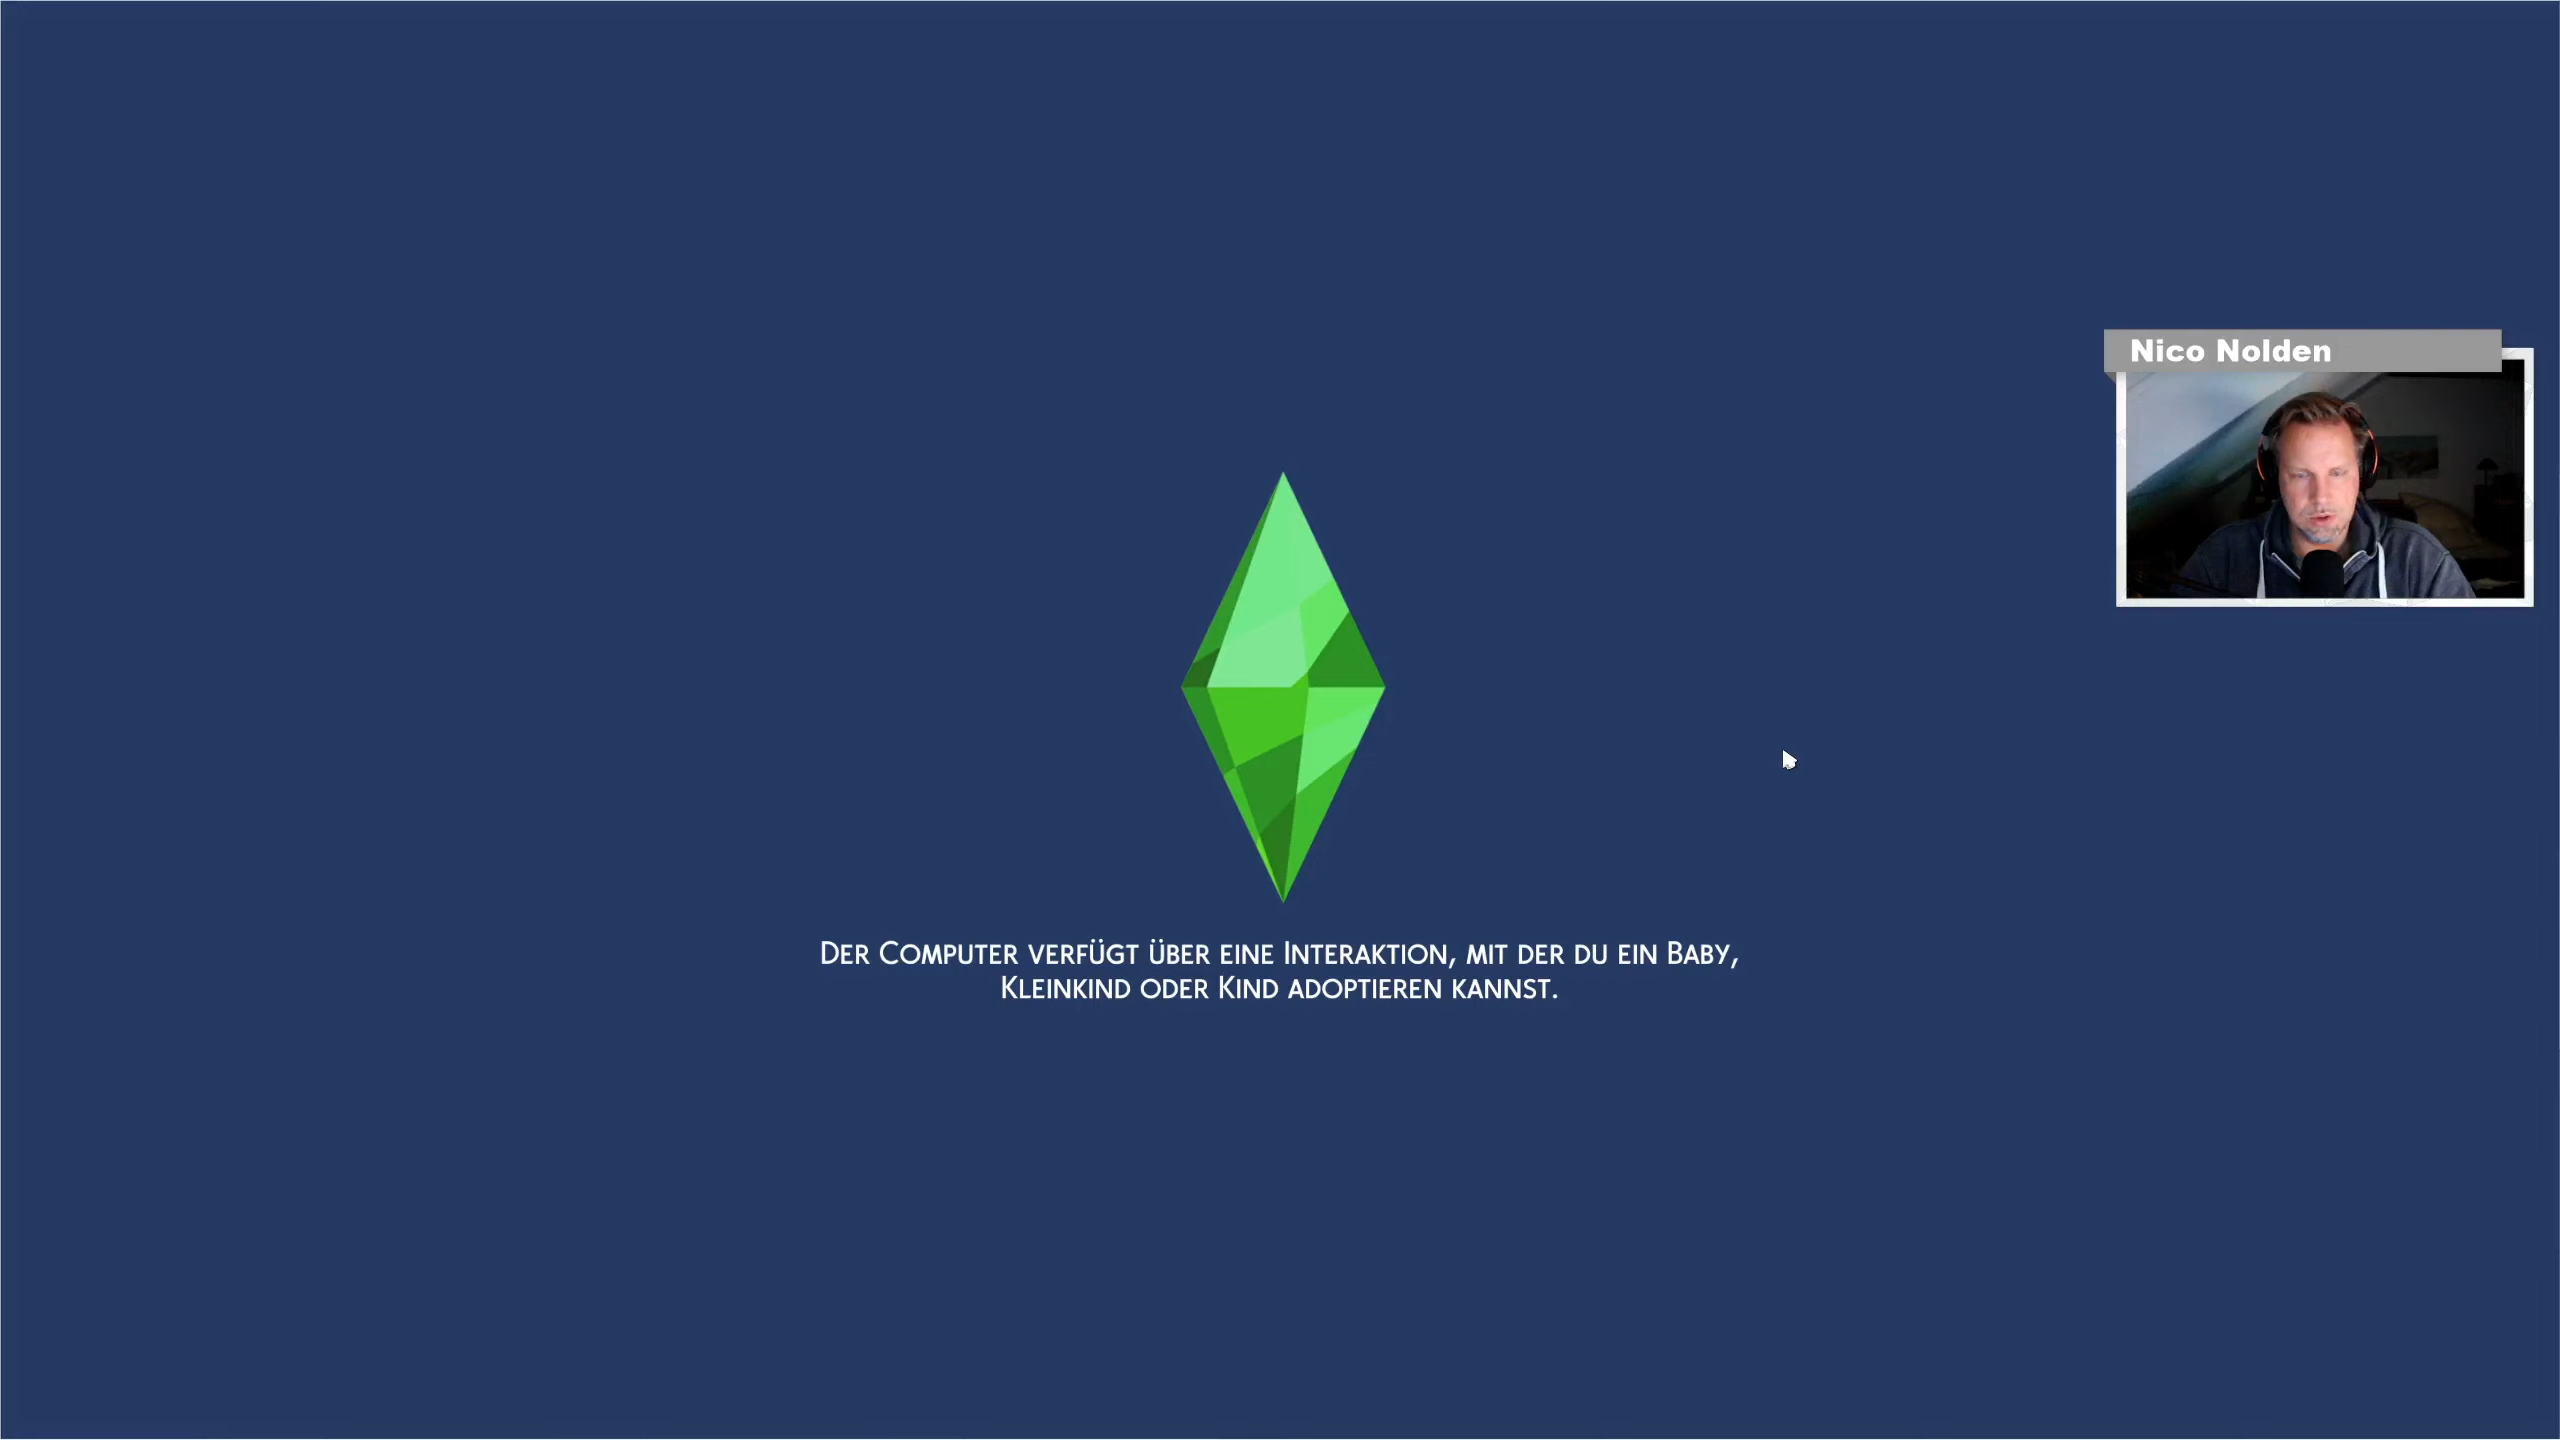 Nico Nolden
Der Computer verfügt über eine Interaktion, mit der du ein Baby,
Kleinkind oder Kind adoptieren kannst.